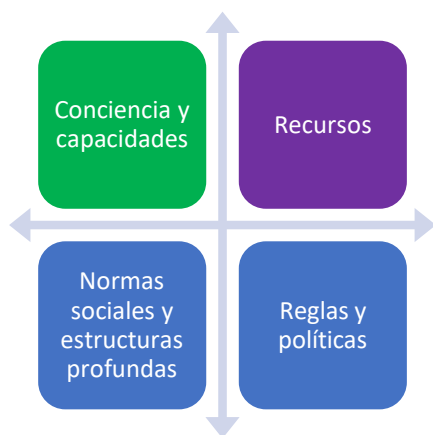 Conciencia y
capacidades
Recursos
Normas
sociales y
estructuras
profundas
Reglas y
políticas